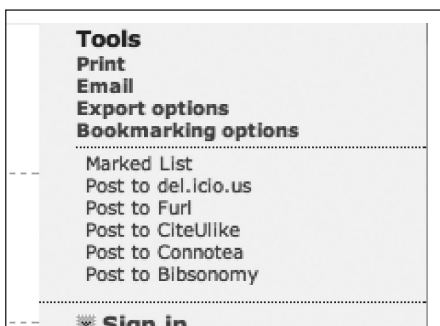 Tools
Print
Email
Export options
Bookmarking options
Marked List
Post to del.icio.us
Post to Furl
Post to CiteUlike
Post to Connotea
Post to Bibsonomy
Sign in